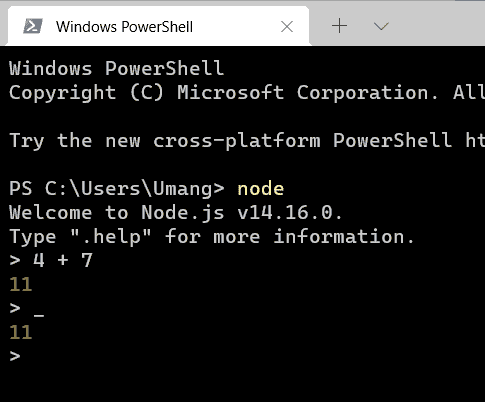 Windows PowerShell
Windows PowerShell
Copyright (C) Microsoft Corporation. All
Try the new cross-platform PowerShell ht
PS C:\Users\Umang> node
Welcome to Node.js v14.16.0.
Type ".help" for more information.
> 4 + 7
11
> _
11
>